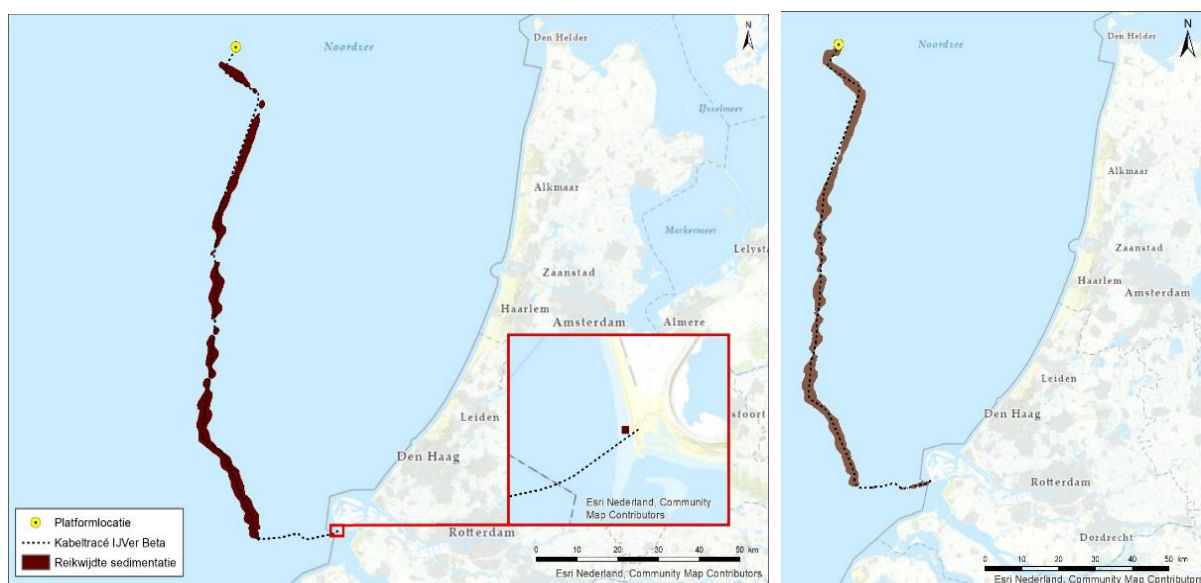 Noordzee
Den Helder
N
IJsselmeer
Alkmaar
Markermeer
Lelysta
Zaanstad
Haarlem
Amsterdam
Almere
Leiden
sfoort
Den Haag
Esri Nederland, Community
Map Contributors
Rotterdam
Platformlocatie
Kabeltracé IJVer Beta
Reikwijdte sedimentatie
0 10 20 30 40 50 km
Esri Nederland, Community Map Contributors
Noordzee
Den Helder
N
Alkmaar
Zaanstad
Haarlem
Amsterdam
Leiden
Den Haag
Rotterdam
Dordrecht
0 10 20 30 40 50 km
Esri Nederland, Community Map Contributors